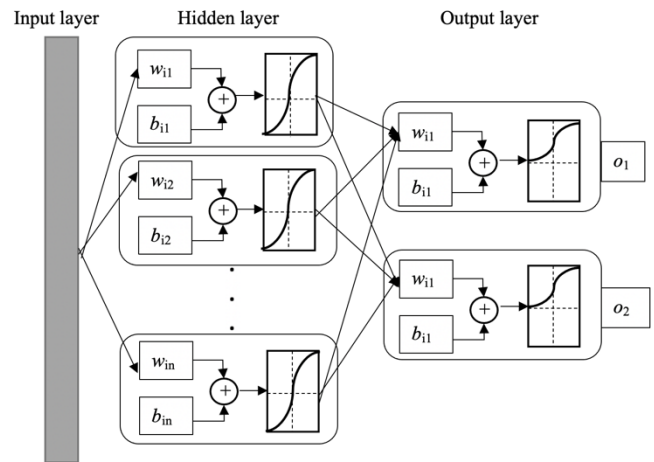 Input layer
Hidden layer
Output layer
wi1
+
bi1
wi2
+
bi2
win
+
bin
wi1
+
bi1
o1
wi1
+
bi1
o2